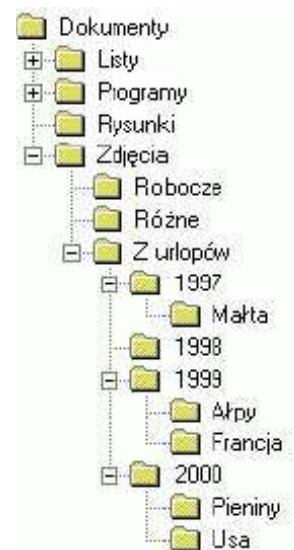 Dokumenty
Listy
Programy
Rysunki
Zdjęcia
Robocze
Różne
Z urlopów
1997
Malta
1998
1999
Alpy
Francja
2000
Pieniny
Usa